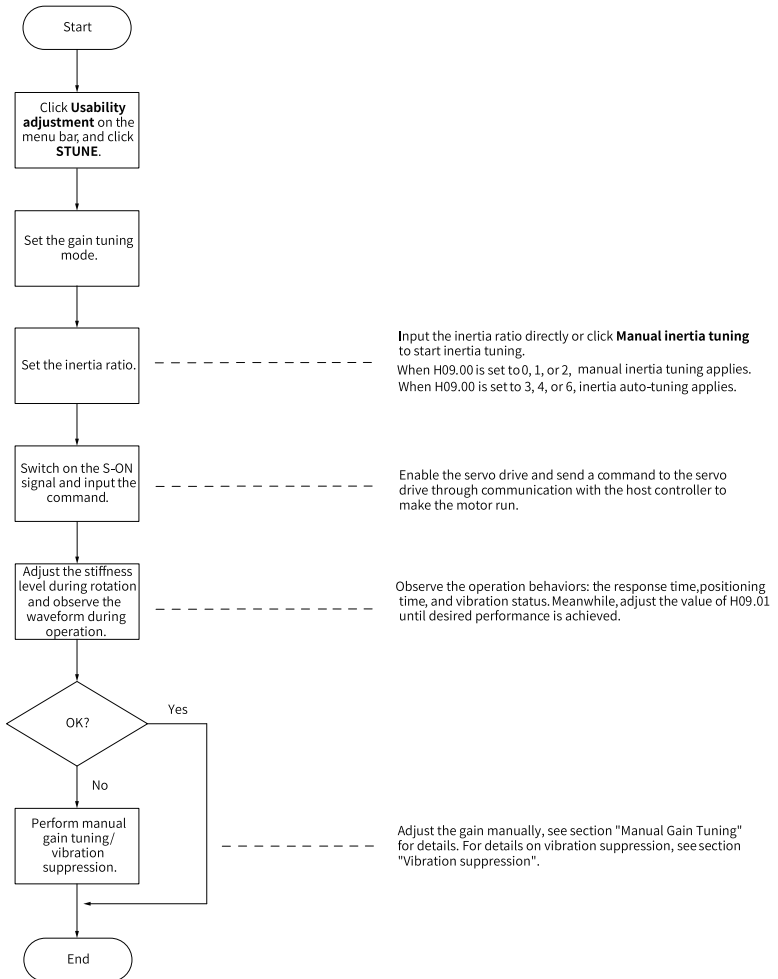 Start
Click Usability
adjustment on the
menu bar, and click
STUNE.
Set the gain tuning
mode.
Set the inertia ratio.
Input the inertia ratio directly or click Manual inertia tuning
to start inertia tuning.
When H09.00 is set to 0, 1, or 2, manual inertia tuning applies.
When H09.00 is set to 3, 4, or 6, inertia auto-tuning applies.
Switch on the S-ON
signal and input the
command.
Enable the servo drive and send a command to the servo
drive through communication with the host controller to
make the motor run.
Adjust the stiffness
level during rotation
and observe the
waveform during
operation.
Observe the operation behaviors: the response time,positioning
time, and vibration status. Meanwhile, adjust the value of H09.01
until desired performance is achieved.
OK?
Yes
No
Perform manual
gain tuning/
vibration
suppression.
Adjust the gain manually, see section "Manual Gain Tuning"
for details. For details on vibration suppression, see section
"Vibration suppression".
End